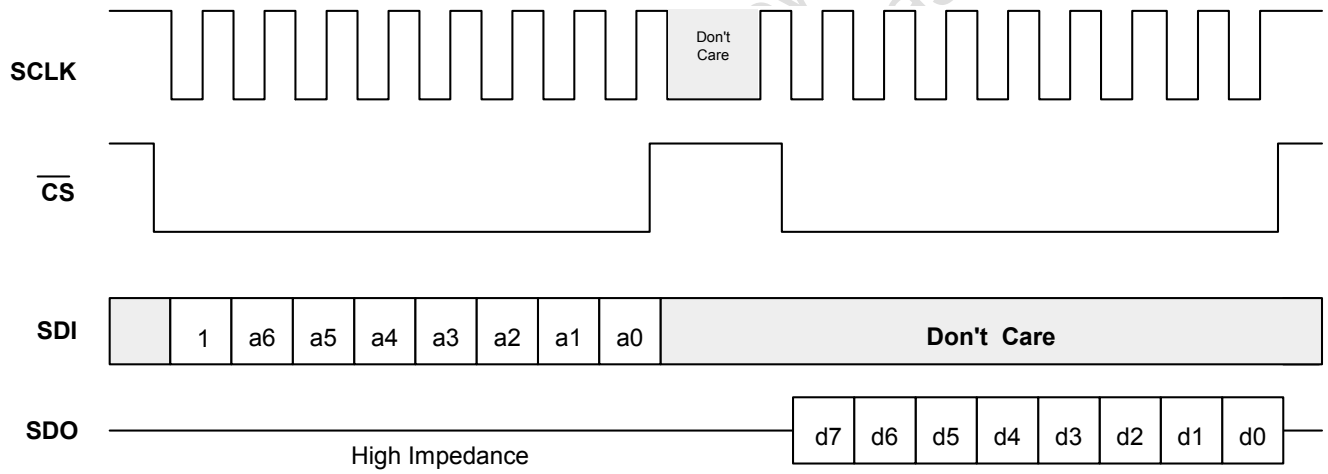 Don't
Care
SCLK
CS
SDI
1 a6 a5 a4 a3 a2 a1 a0 Don't Care
SDO
d7 d6 d5 d4 d3 d2 d1 d0
High Impedance